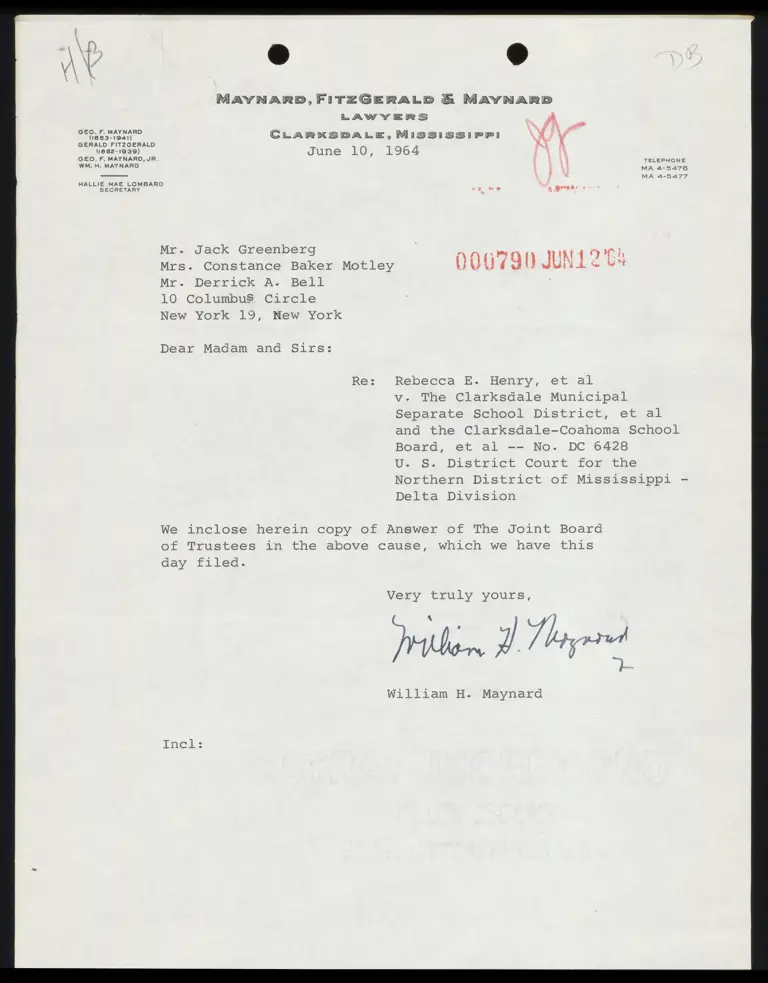 H/B
DB
MAYNARD, FITZGERALD & MAYNARD
LAWYERS
CLARKSDALE, MISSISSIPPI
GEO. F. MAYNARD
(1853-1941)
GERALD FITZGERALD
(1882-1939)
GEO. F. MAYNARD, JR.
WM. H. MAYNARD
HALLIE MAE LOMBARD
SECRETARY
June 10, 1964
TELEPHONE
MA 4-5476
MA 4-5477
Mr. Jack Greenberg
Mrs. Constance Baker Motley
Mr. Derrick A. Bell
10 Columbus Circle
New York 19, New York
000790 JUN12'64
Dear Madam and Sirs:
Re: Rebecca E. Henry, et al
v. The Clarksdale Municipal
Separate School District, et al
and the Clarksdale-Coahoma School
Board, et al -- No. DC 6428
U. S. District Court for the
Northern District of Mississippi -
Delta Division
We inclose herein copy of Answer of The Joint Board
of Trustees in the above cause, which we have this
day filed.
Very truly yours,
William H. Maynard
William H. Maynard
Incl: